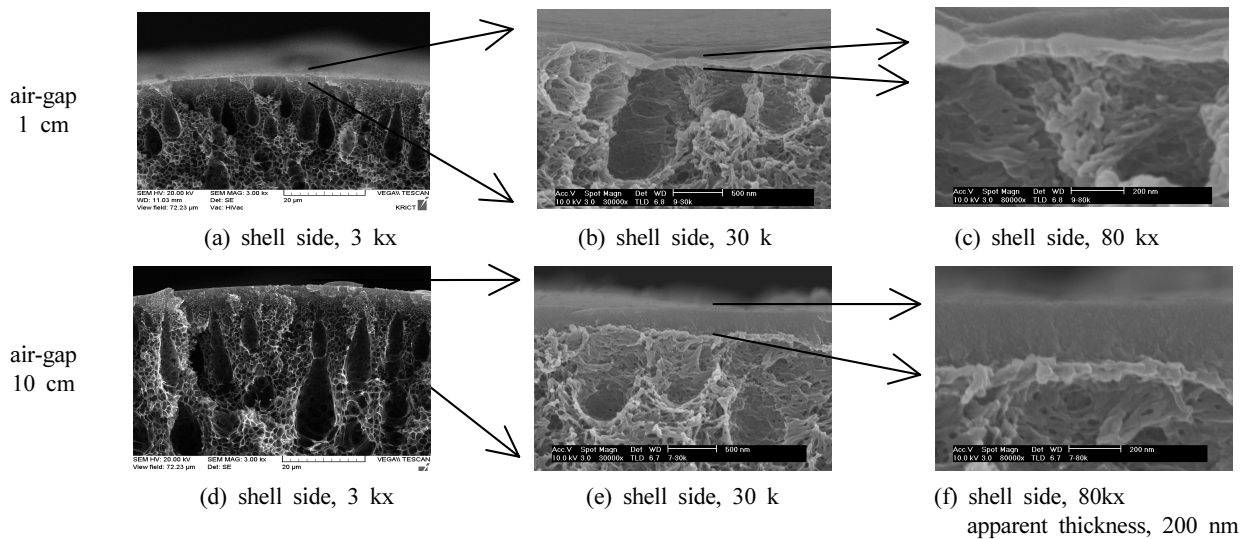 air-gap
1 cm
SEM HV: 20.00 kV SEM MAG: 3.00 kx VEGA\\ TESCAN
WD: 11.03 mm Det: SE 20 µm
View field: 72.23 µm Vac: HiVac KRICT
Acc.V Spot Magn Det WD 500 nm
10.0 kV 3.0 30000x TLD 6.8 9-30k
Acc.V Spot Magn Det WD 200 nm
10.0 kV 3.0 80000x TLD 6.8 9-80k
(a) shell side, 3 kx
(b) shell side, 30 k
(c) shell side, 80 kx
air-gap
10 cm
SEM HV: 20.00 kV SEM MAG: 3.00 kx VEGA\\ TESCAN
View field: 72.23 µm Det: SE 20 µm
Acc.V Spot Magn Det WD 500 nm
10.0 kV 3.0 30000x TLD 6.7 7-30k
Acc.V Spot Magn Det WD 200 nm
10.0 kV 3.0 80000x TLD 6.7 7-80k
(d) shell side, 3 kx
(e) shell side, 30 k
(f) shell side, 80kx
apparent thickness, 200 nm